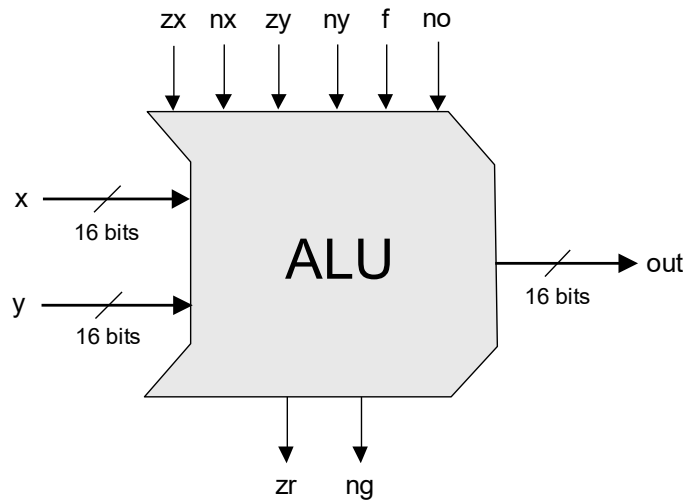 zx nx zy ny f no
x
16 bits
ALU
out
16 bits
y
16 bits
zr ng